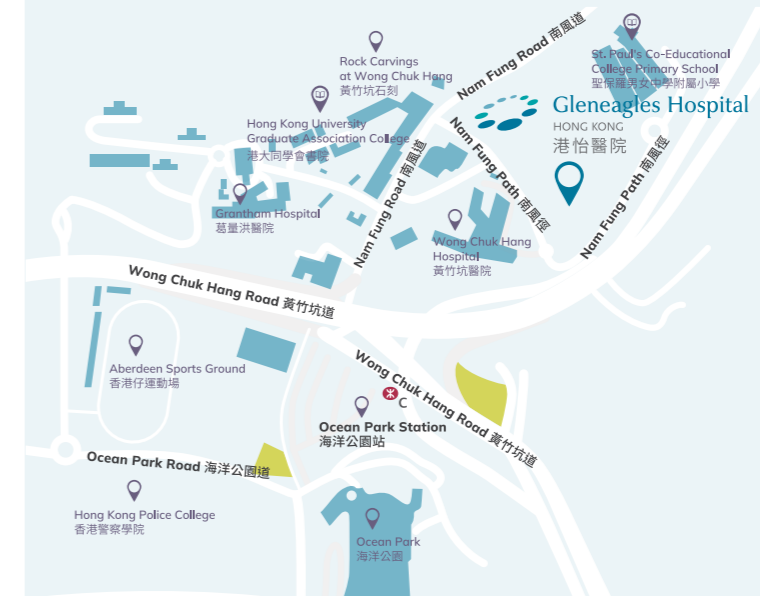 Rock Carvings
at Wong Chuk Hang
黃竹坑石刻
Nam Fung Road 南風道
St. Paul's Co-Educational
College Primary School
聖保羅男女中學附屬小學
Gleneagles Hospital
HONG KONG
港怡醫院
Hong Kong University
Graduate Association College
港大同學會書院
Nam Fung Path 南風徑
Nam Fung Road 南風道
Nam Fung Path 南風徑
Grantham Hospital
葛量洪醫院
Wong Chuk Hang
Hospital
黃竹坑醫院
Wong Chuk Hang Road 黃竹坑道
Aberdeen Sports Ground
香港仔運動場
Wong Chuk Hang Road 黃竹坑道
C
Ocean Park Station
海洋公園站
Ocean Park Road 海洋公園道
Hong Kong Police College
香港警察學院
Ocean Park
海洋公園